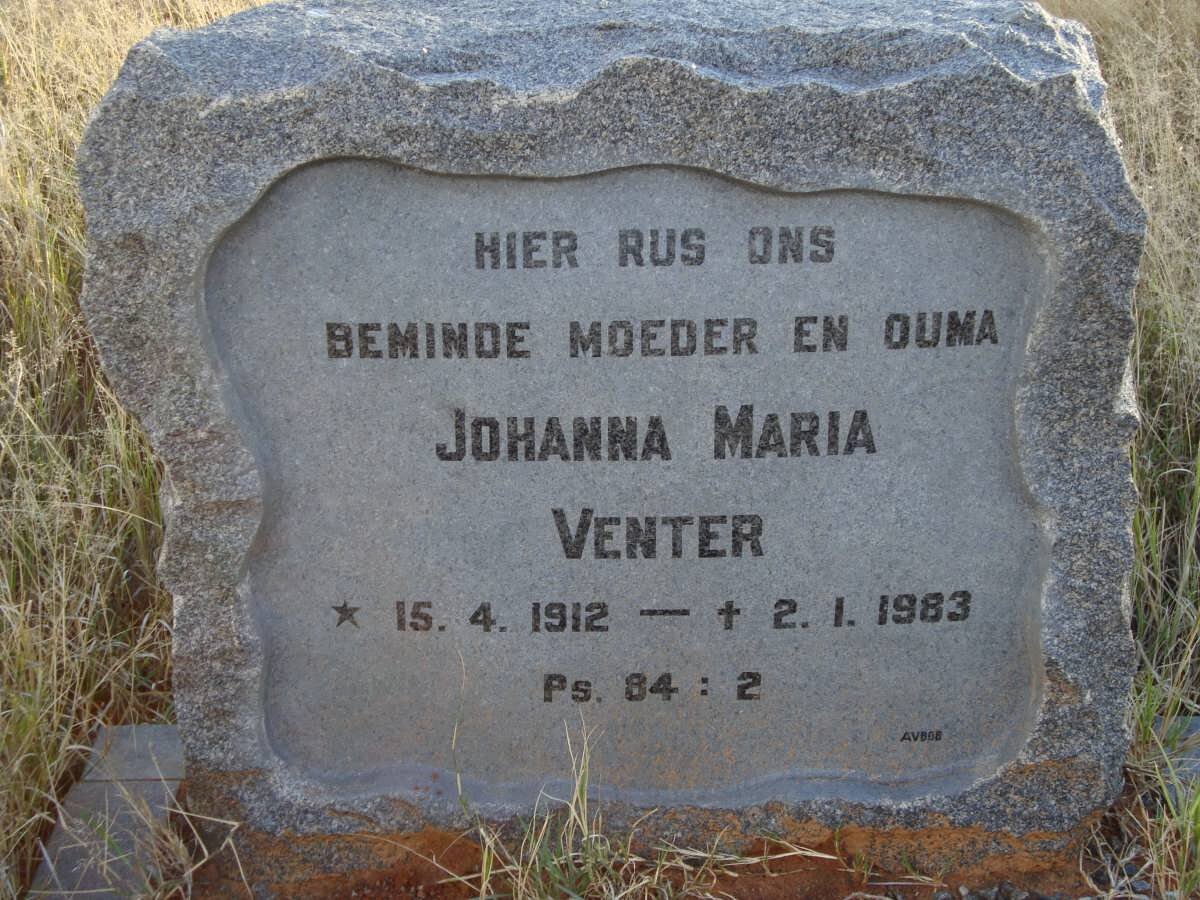 HIER RUS ONS
BEMINDE MOEDER EN OUMA
JOHANNA MARIA
VENTER
★ 15. 4. 1912 — ✝ 2. 1. 1983
Ps. 84 : 2
AVBOB